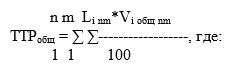 n m L i nm*V i общ nm
ТТРобщ = ∑ ∑------------------, где:
1 1 100